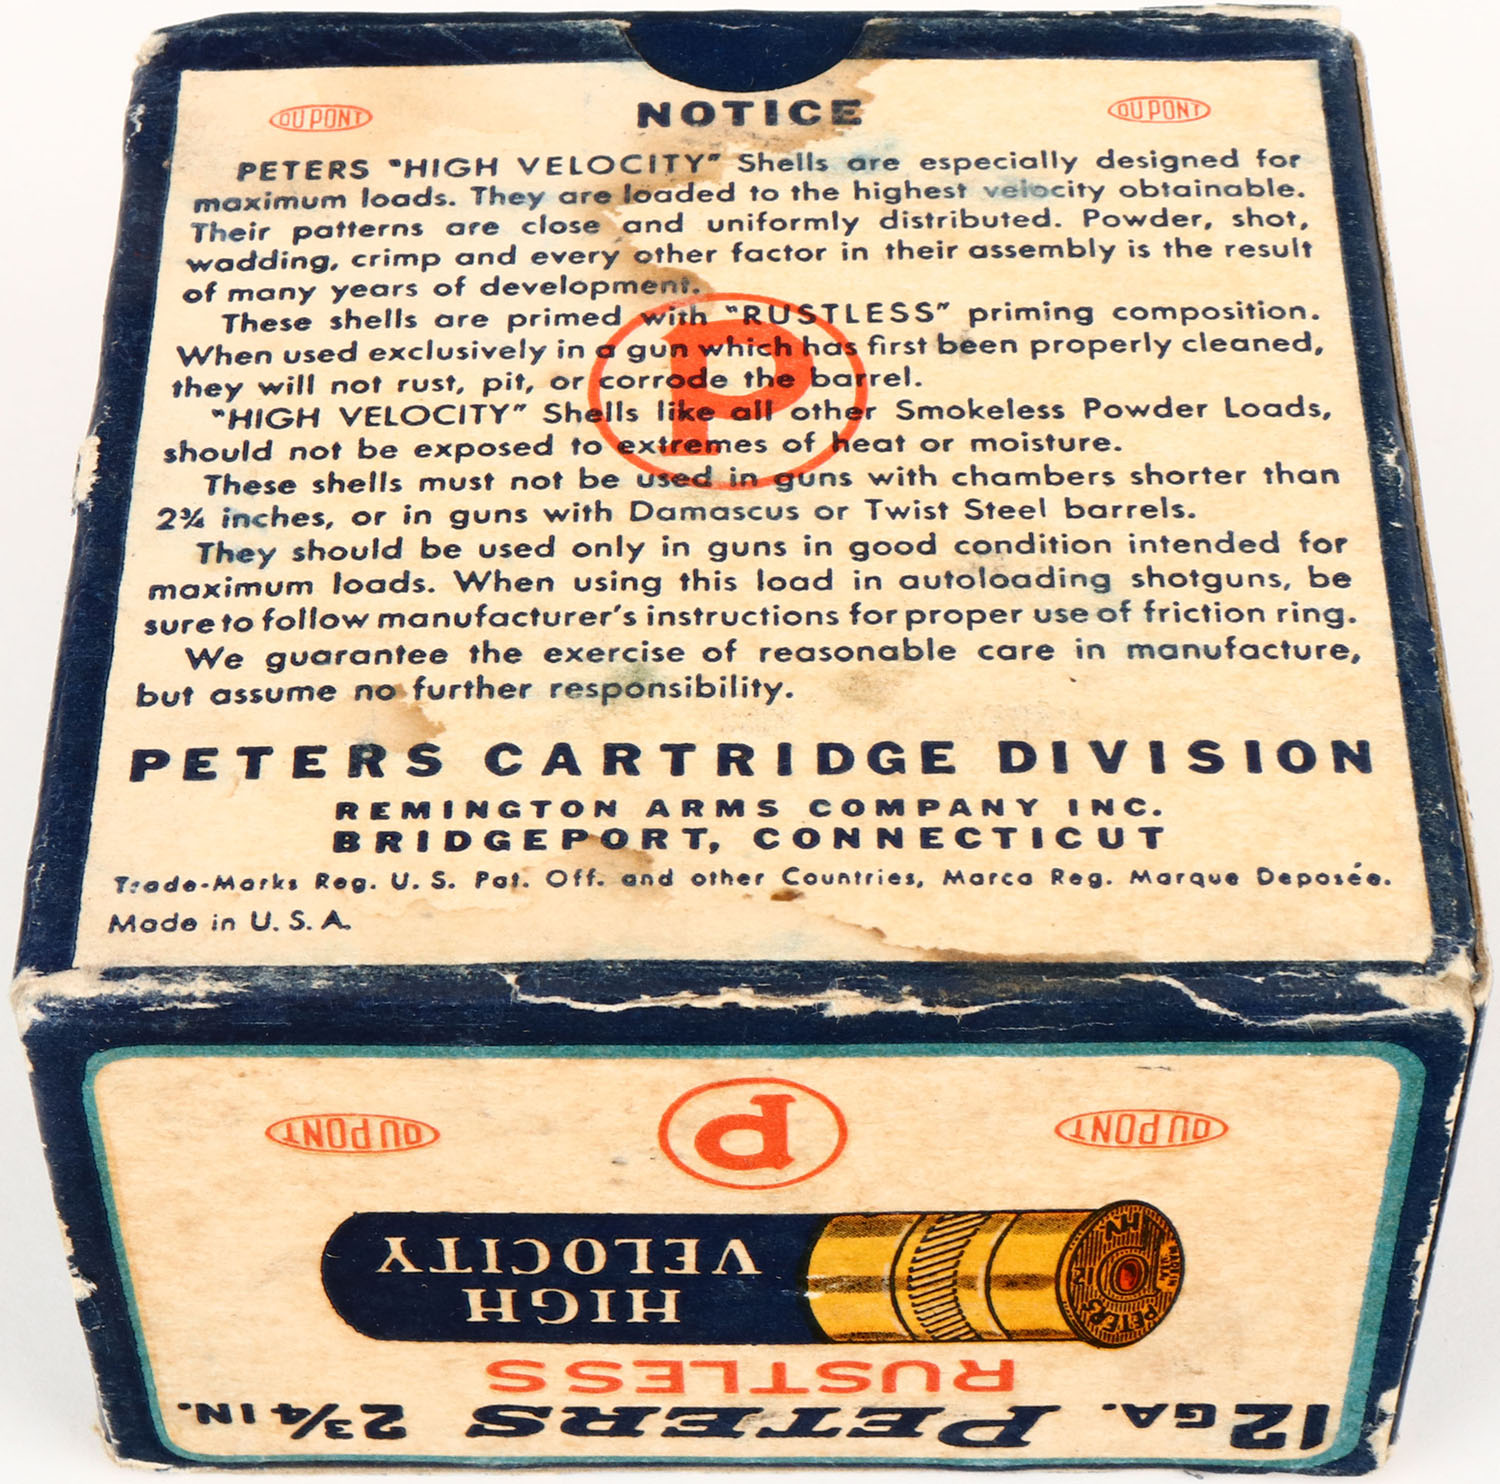 DU PONT NOTICE DU PONT
PETERS "HIGH VELOCITY" Shells are especially designed for
maximum loads. They are loaded to the highest velocity obtainable.
Their patterns are close and uniformly distributed. Powder, shot,
wadding, crimp and every other factor in their assembly is the result
of many years of development.
These shells are primed with "RUSTLESS" priming composition.
When used exclusively in a gun which has first been properly cleaned,
they will not rust, pit, or corrode the barrel.
"HIGH VELOCITY" Shells like all other Smokeless Powder Loads,
should not be exposed to extremes of heat or moisture.
These shells must not be used in guns with chambers shorter than
2¾ inches, or in guns with Damascus or Twist Steel barrels.
They should be used only in guns in good condition intended for
maximum loads. When using this load in autoloading shotguns, be
sure to follow manufacturer's instructions for proper use of friction ring.
We guarantee the exercise of reasonable care in manufacture,
but assume no further responsibility.
P
PETERS CARTRIDGE DIVISION
REMINGTON ARMS COMPANY INC.
BRIDGEPORT, CONNECTICUT
Trade-Marks Reg. U. S. Pat. Off. and other Countries, Marca Reg. Marque Deposée.
Made in U. S. A.
12 GA. PETERS 2¾ IN.
RUSTLESS
HIGH
VELOCITY
PETERS
12
HV
MADE IN
U.S.A.
DU PONT P DU PONT